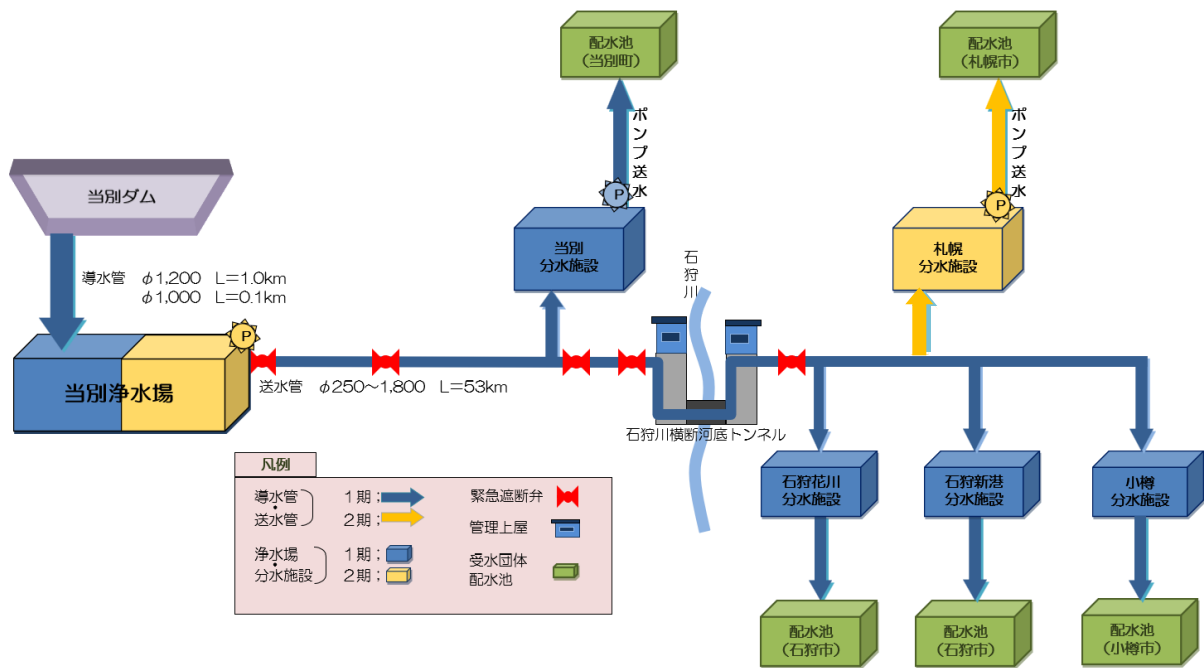 配水池
（当別町）
配水池
（札幌市）
ポンプ送水
ポンプ送水
当別ダム
P
P
当別
分水施設
札幌
分水施設
石狩川
導水管 φ1,200 L=1.0km
φ1,000 L=0.1km
P
当別浄水場
送水管 φ250～1,800 L=53km
石狩川横断河底トンネル
凡例
導水管
・
送水管
1期；
2期；
浄水場
・
分水施設
1期；
2期；
緊急遮断弁
管理上屋
受水団体
配水池
石狩花川
分水施設
石狩新港
分水施設
小樽
分水施設
配水池
（石狩市）
配水池
（石狩市）
配水池
（小樽市）